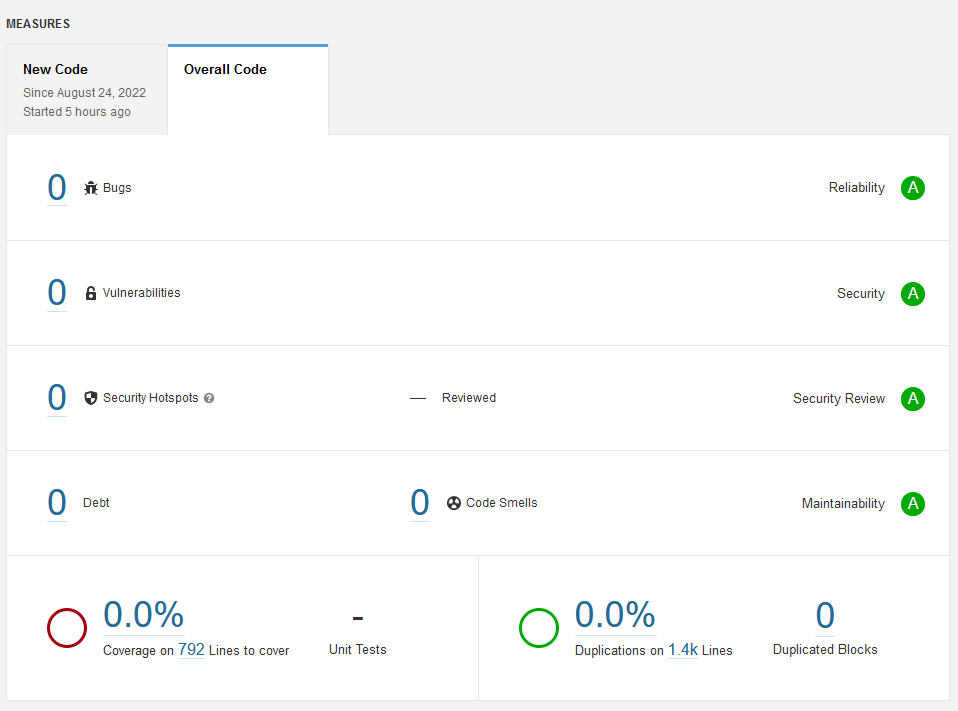 MEASURES
New Code
Since August 24, 2022
Started 5 hours ago
Overall Code
0 Bugs Reliability A
0 Vulnerabilities Security A
0 Security Hotspots ? — Reviewed Security Review A
0 Debt 0 Code Smells Maintainability A
0.0% - 0.0% 0
Coverage on 792 Lines to cover Unit Tests Duplications on 1.4k Lines Duplicated Blocks